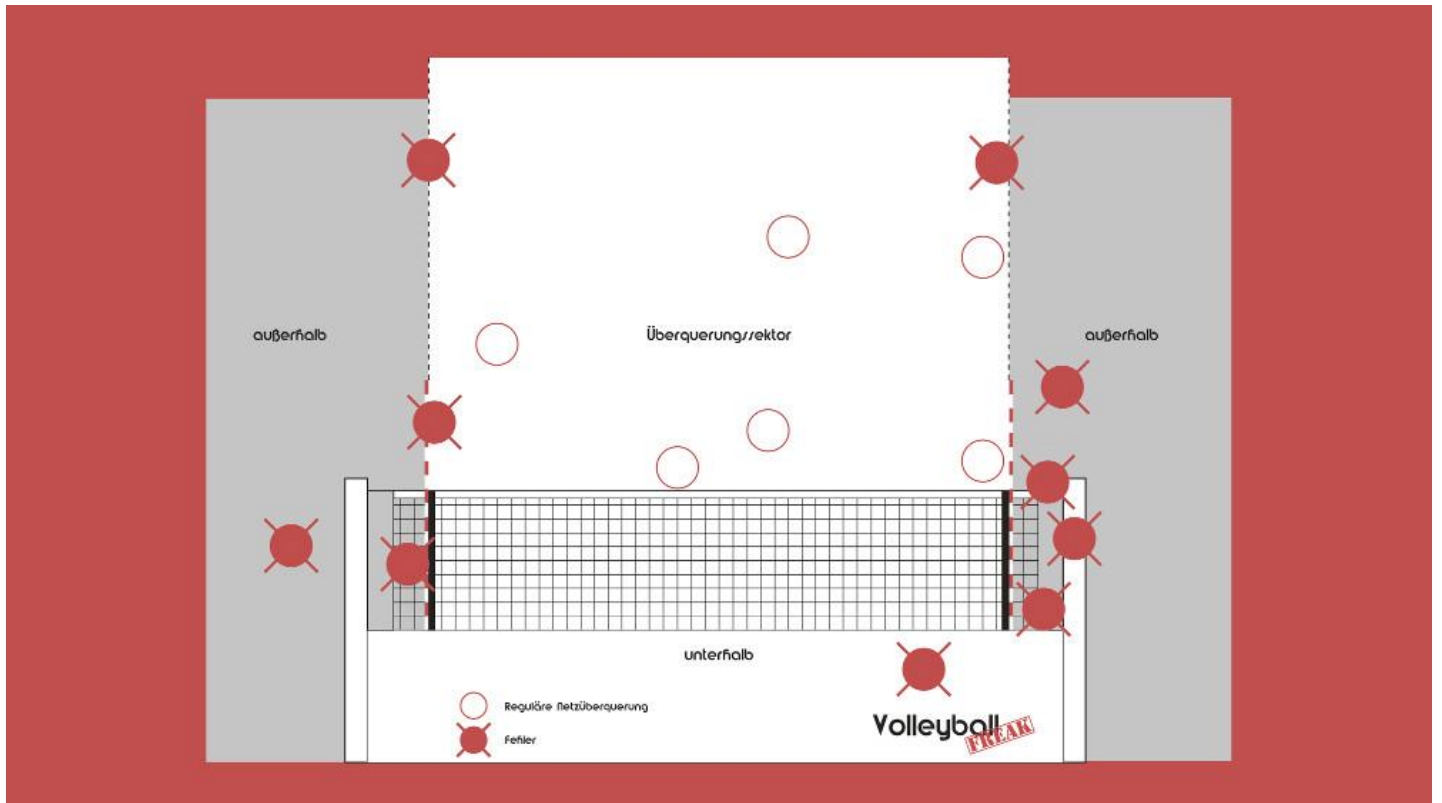 außerhalb
Überquerungssektor
außerhalb
unterhalb
Reguläre Netzüberquerung
Fehler
Volleyball
FREAK